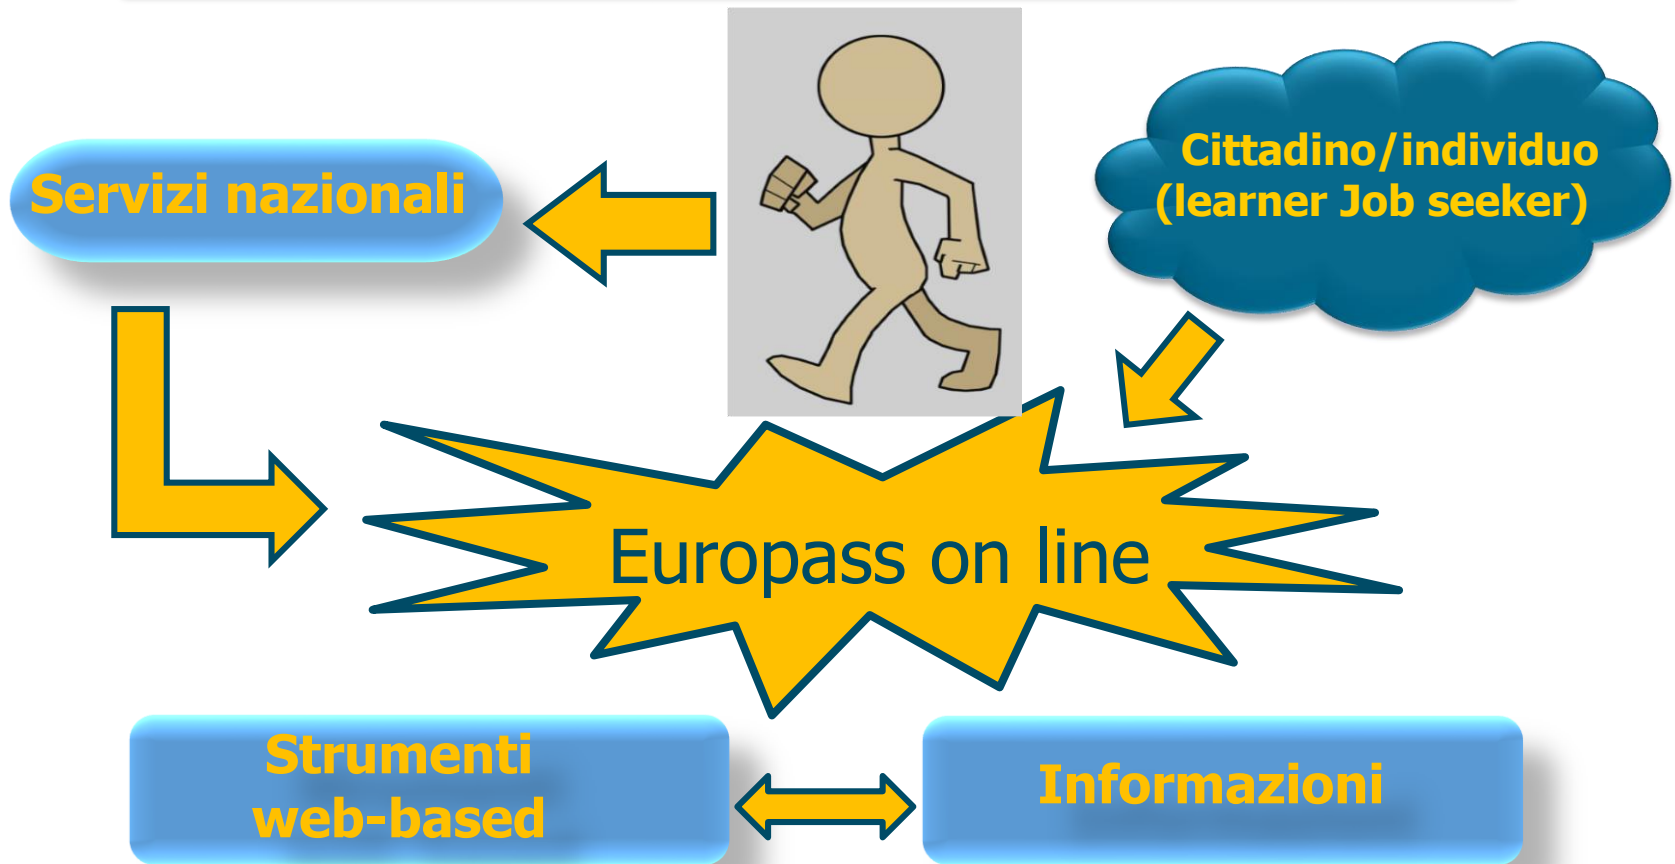 Cittadino/individuo
(learner Job seeker)
Servizi nazionali
Europass on line
Strumenti
web-based
Informazioni